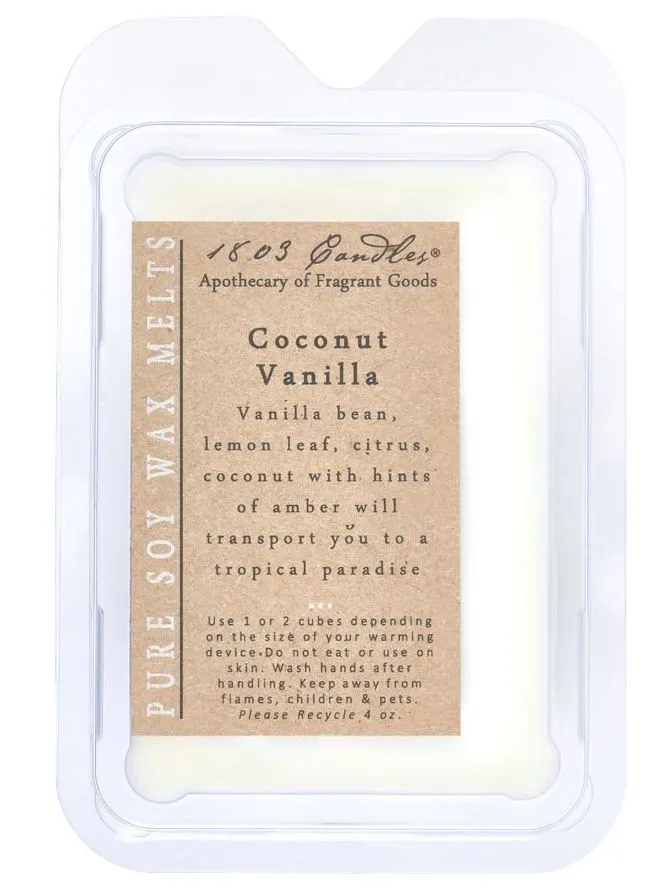 PURE SOY WAX MELTS
1803 Candles®
Apothecary of Fragrant Goods
Coconut
Vanilla
Vanilla bean,
lemon leaf, citrus,
coconut with hints
of amber will
transport you to a
tropical paradise
Use 1 or 2 cubes depending
on the size of your warming
device.Do not eat or use on
skin. Wash hands after
handling. Keep away from
flames, children & pets.
Please Recycle 4 oz.